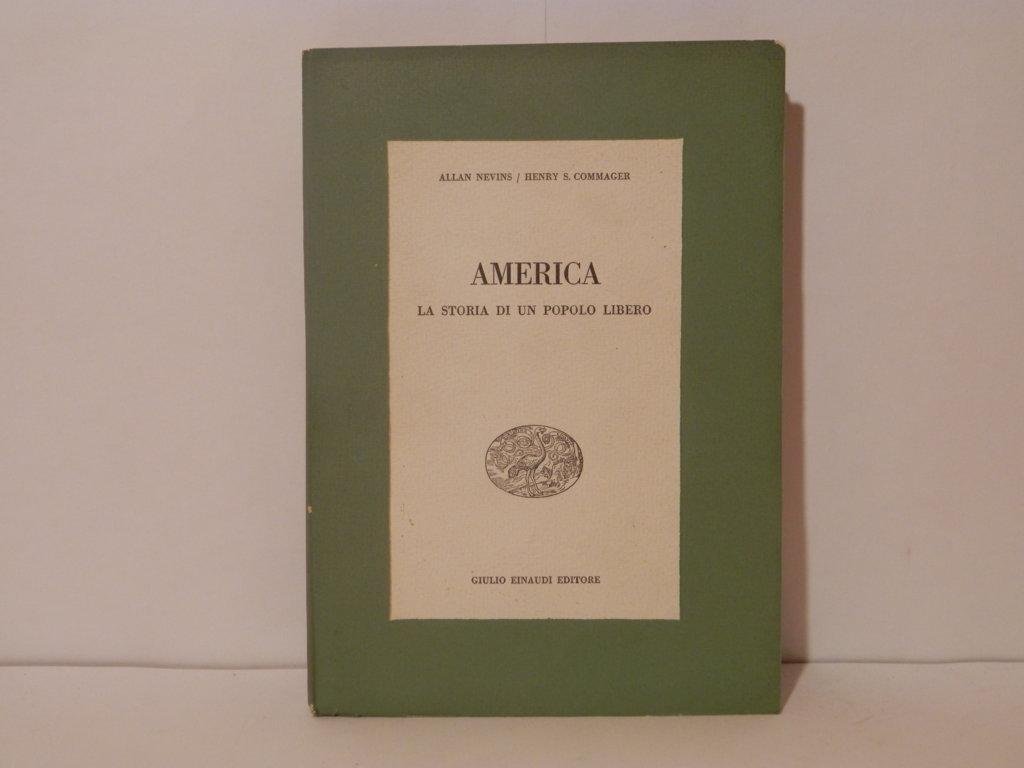 ALLAN NEVINS / HENRY S. COMMAGER
AMERICA
LA STORIA DI UN POPOLO LIBERO
GIULIO EINAUDI EDITORE